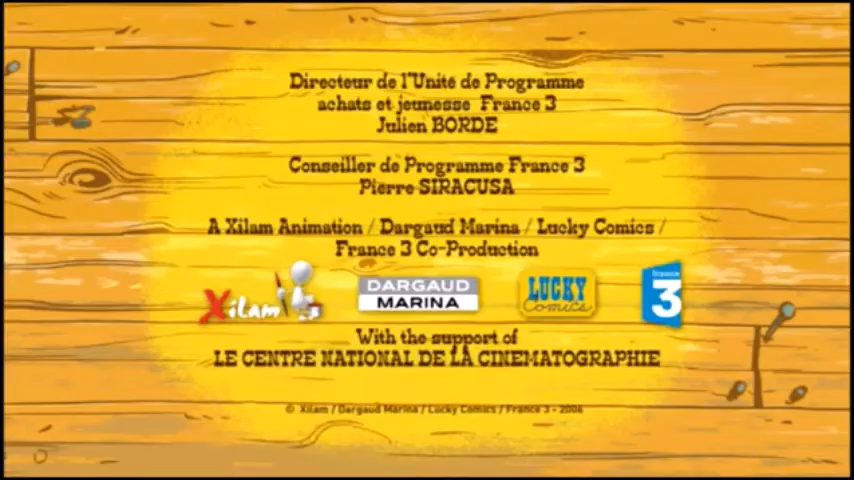 Directeur de l'Unité de Programme
achats et jeunesse France 3
Julien BORDE
Conseiller de Programme France 3
Pierre SIRACUSA
A Xilam Animation / Dargaud Marina / Lucky Comics /
France 3 Co-Production
Xilam
DARGAUD
MARINA
LUCKY
Comics
france
3
With the support of
LE CENTRE NATIONAL DE LA CINEMATOGRAPHIE
© Xilam / Dargaud Marina / Lucky Comics / France 3 - 2006